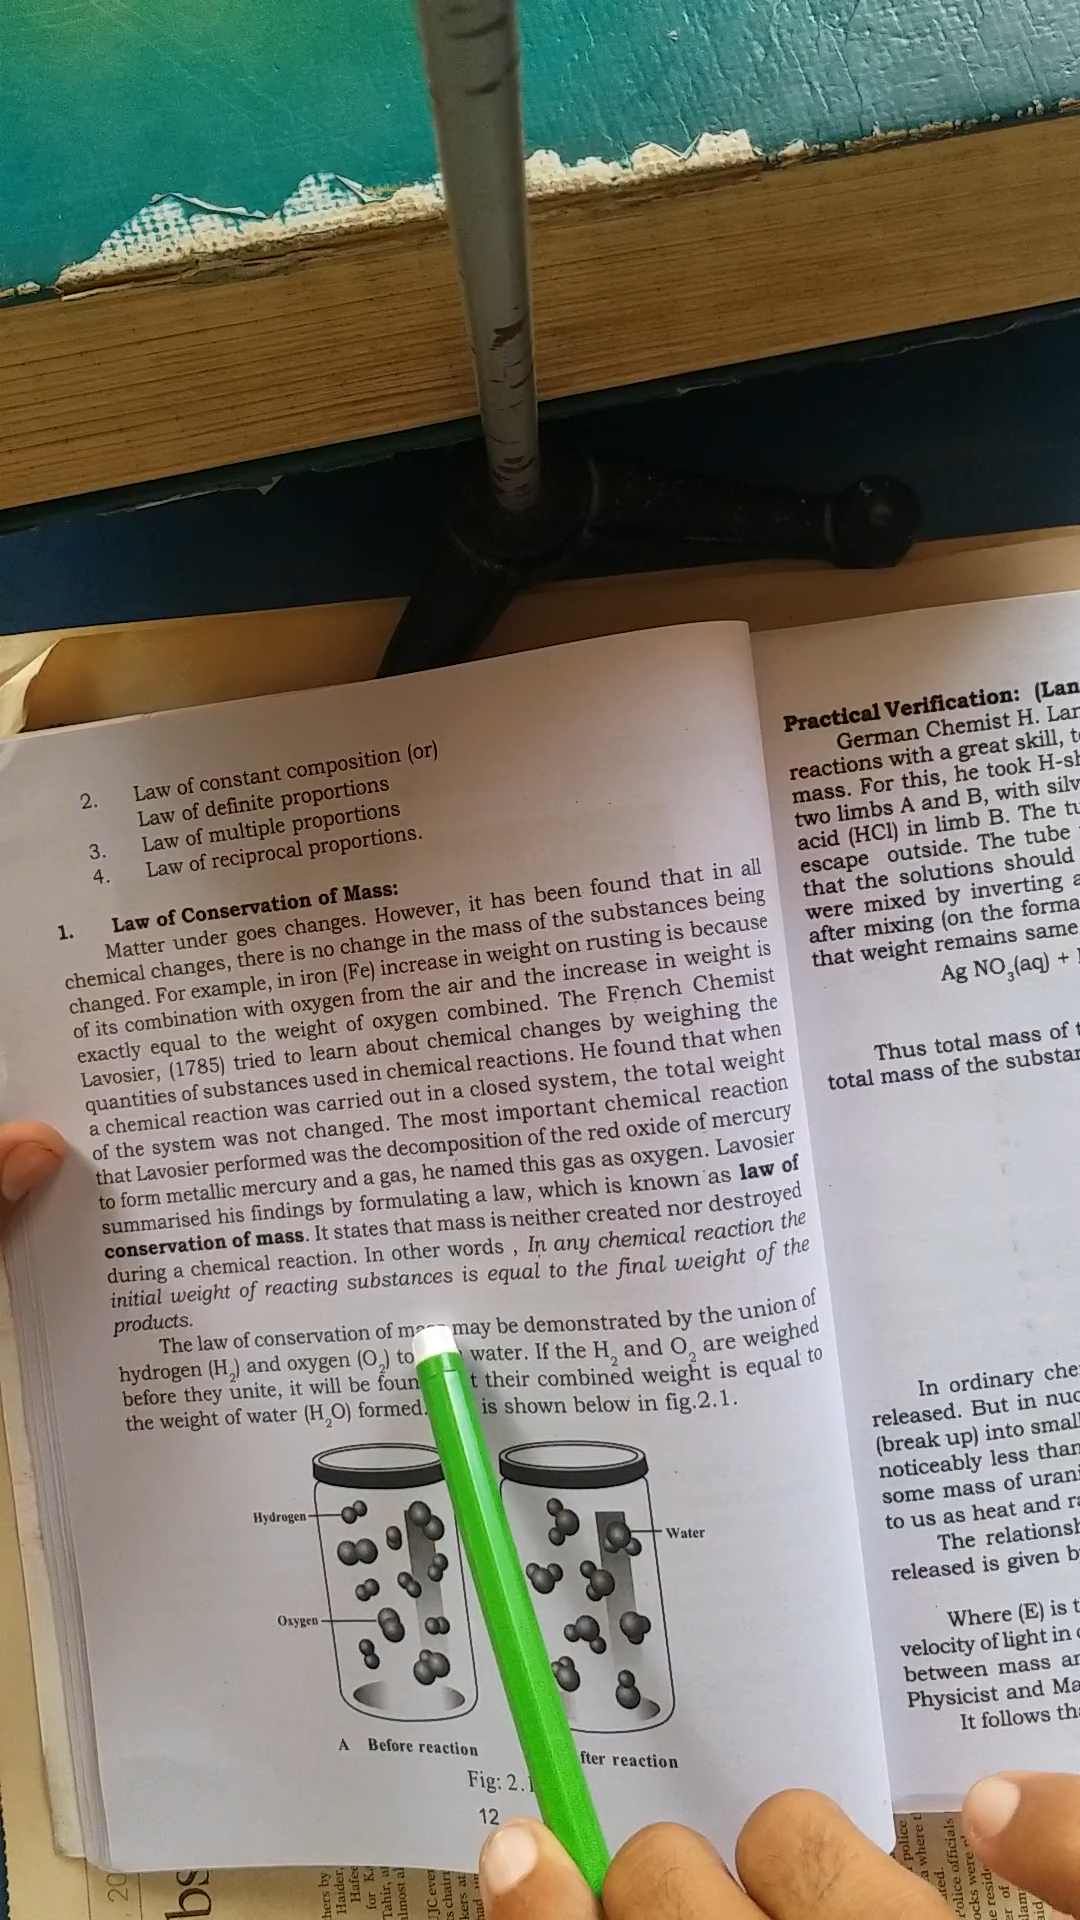 2. Law of constant composition (or)
Law of definite proportions
3. Law of multiple proportions
4. Law of reciprocal proportions.
1. Law of Conservation of Mass:
Matter under goes changes. However, it has been found that in all
chemical changes, there is no change in the mass of the substances being
changed. For example, in iron (Fe) increase in weight on rusting is because
of its combination with oxygen from the air and the increase in weight is
exactly equal to the weight of oxygen combined. The French Chemist
Lavosier, (1785) tried to learn about chemical changes by weighing the
quantities of substances used in chemical reactions. He found that when
a chemical reaction was carried out in a closed system, the total weight
of the system was not changed. The most important chemical reaction
that Lavosier performed was the decomposition of the red oxide of mercury
to form metallic mercury and a gas, he named this gas as oxygen. Lavosier
summarised his findings by formulating a law, which is known as law of
conservation of mass. It states that mass is neither created nor destroyed
during a chemical reaction. In other words , In any chemical reaction the
initial weight of reacting substances is equal to the final weight of the
products.
The law of conservation of may be demonstrated by the union of
hydrogen (H₂) and oxygen (O₂) to water. If the H₂ and O₂ are weighed
before they unite, it will be their combined weight is equal to
the weight of water (H₂O) formed. is shown below in fig.2.1.
Hydrogen
Oxygen
Water
A Before reaction
fter reaction
Fig: 2.
12
Practical Verification: (Lan
German Chemist H. Lan
reactions with a great skill, t
mass. For this, he took H-sh
two limbs A and B, with silv
acid (HCl) in limb B. The tu
escape outside. The tube
that the solutions should
were mixed by inverting a
after mixing (on the forma
that weight remains same
Ag NO₃(aq) +
Thus total mass of t
total mass of the substan
In ordinary che
released. But in nuc
(break up) into small
noticeably less than
some mass of urani
to us as heat and ra
The relationsh
released is given b
Where (E) is t
velocity of light in
between mass an
Physicist and Ma
It follows tha
20
bs
hers by
Haider,
Hafee
for Ka
Tahir, a
almost al
police
a where t
Police officials